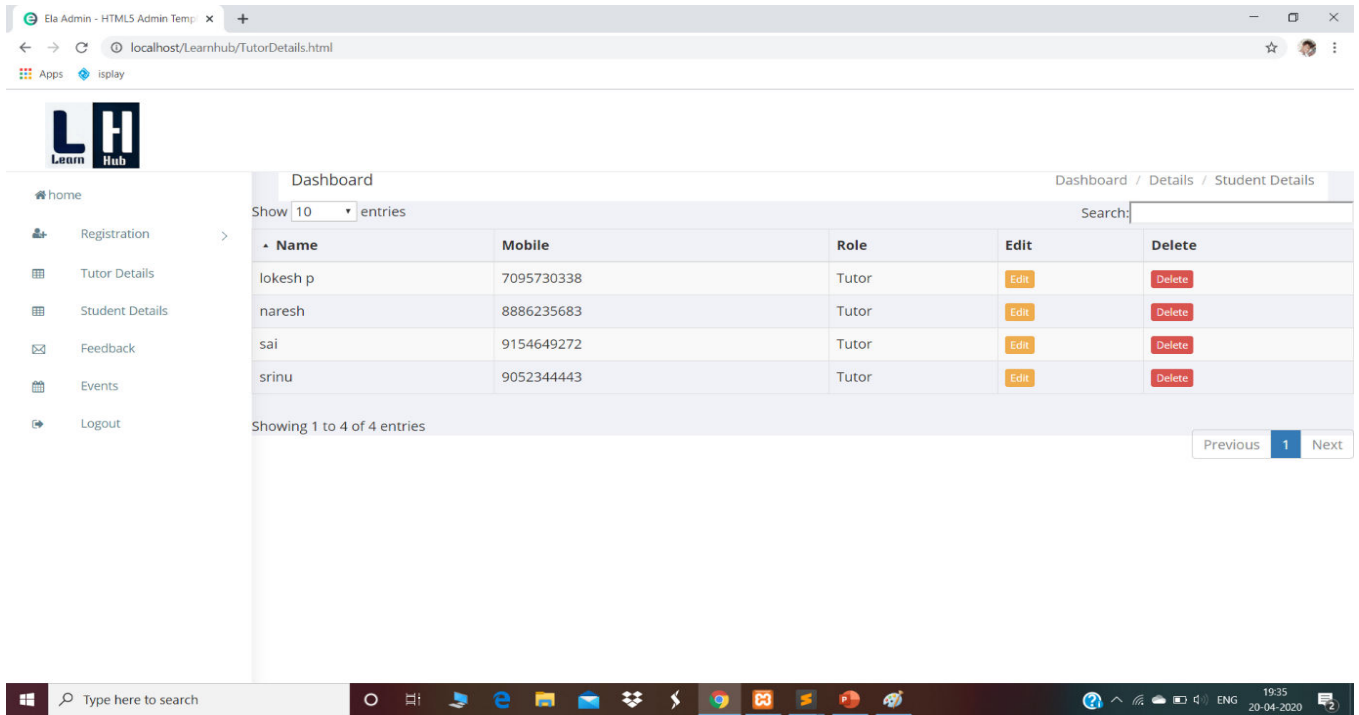 Ela Admin - HTML5 Admin Temp
localhost/Learnhub/TutorDetails.html
Apps isplay
L H
Learn Hub
Dashboard Dashboard / Details / Student Details
home
Show 10 entries Search:
Registration
Name Mobile Role Edit Delete
Tutor Details
lokesh p 7095730338 Tutor Edit Delete
Student Details
naresh 8886235683 Tutor Edit Delete
Feedback
sai 9154649272 Tutor Edit Delete
Events
srinu 9052344443 Tutor Edit Delete
Logout
Showing 1 to 4 of 4 entries
Previous 1 Next
Type here to search
ENG 19:35
20-04-2020
2